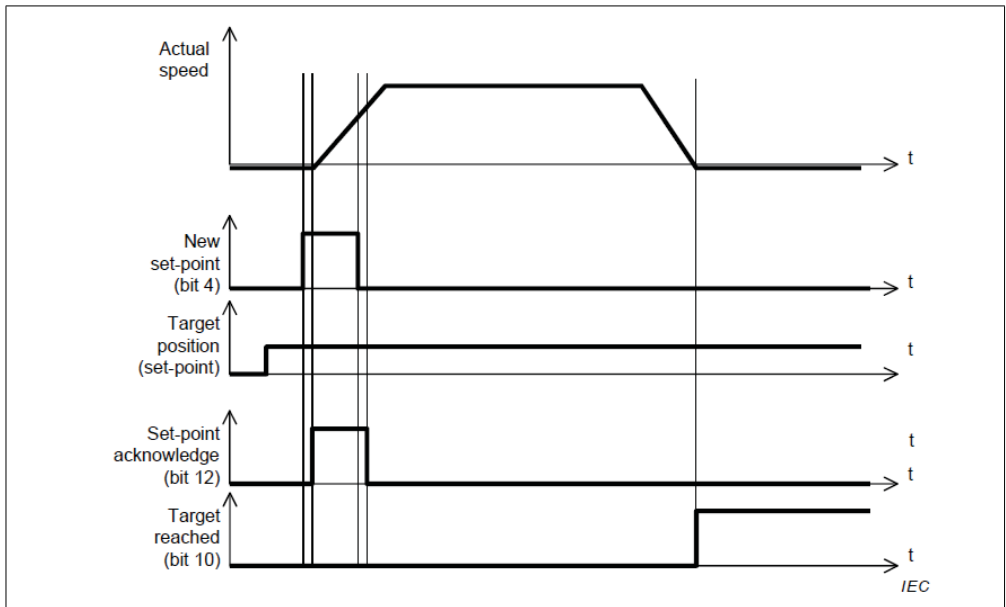 Actual
speed
t
New
set-point
(bit 4)
t
Target
position
(set-point)
t
Set-point
acknowledge
(bit 12)
t
t
Target
reached
(bit 10)
t
IEC